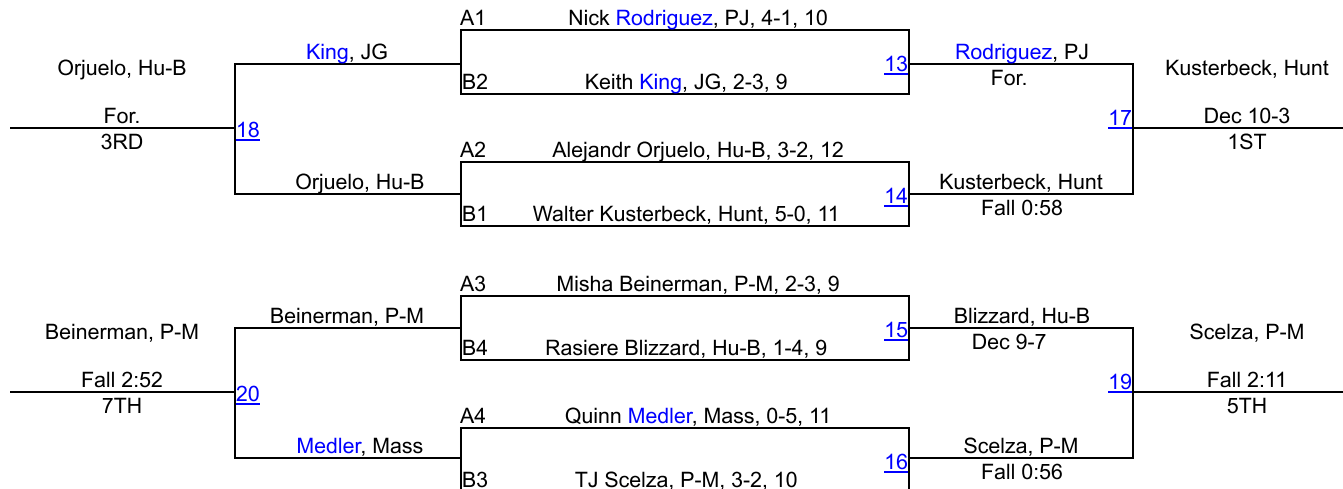 A1 Nick Rodriguez, PJ, 4-1, 10
King, JG
Rodriguez, PJ
Orjuelo, Hu-B
13
Kusterbeck, Hunt
B2 Keith King, JG, 2-3, 9
For.
For.
18
3RD
17
Dec 10-3
1ST
A2 Alejandr Orjuelo, Hu-B, 3-2, 12
Orjuelo, Hu-B
14
Kusterbeck, Hunt
B1 Walter Kusterbeck, Hunt, 5-0, 11
Fall 0:58
A3 Misha Beinerman, P-M, 2-3, 9
Beinerman, P-M
Blizzard, Hu-B
Beinerman, P-M
15
Scelza, P-M
B4 Rasiere Blizzard, Hu-B, 1-4, 9
Dec 9-7
Fall 2:52
20
7TH
19
Fall 2:11
5TH
A4 Quinn Medler, Mass, 0-5, 11
Medler, Mass
16
Scelza, P-M
B3 TJ Scelza, P-M, 3-2, 10
Fall 0:56